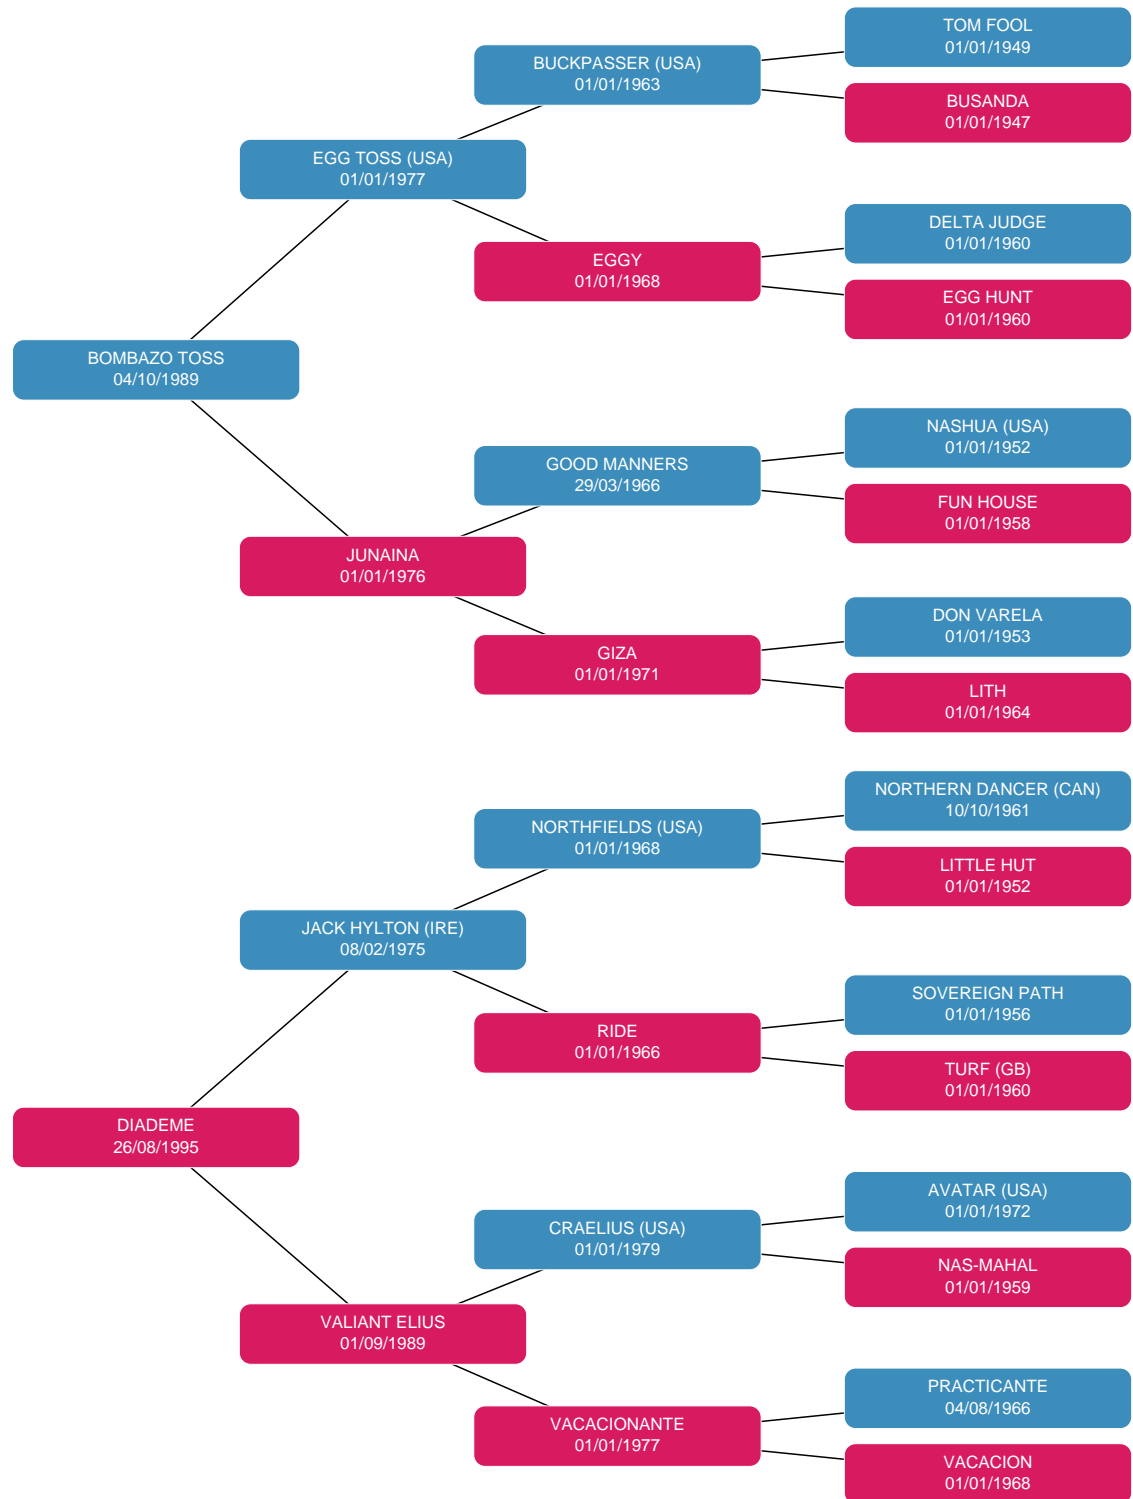 TOM FOOL
01/01/1949
BUCKPASSER (USA)
01/01/1963
BUSANDA
01/01/1947
EGG TOSS (USA)
01/01/1977
DELTA JUDGE
01/01/1960
EGGY
01/01/1968
EGG HUNT
01/01/1960
BOMBAZO TOSS
04/10/1989
NASHUA (USA)
01/01/1952
GOOD MANNERS
29/03/1966
FUN HOUSE
01/01/1958
JUNAINA
01/01/1976
DON VARELA
01/01/1953
GIZA
01/01/1971
LITH
01/01/1964
NORTHERN DANCER (CAN)
10/10/1961
NORTHFIELDS (USA)
01/01/1968
LITTLE HUT
01/01/1952
JACK HYLTON (IRE)
08/02/1975
SOVEREIGN PATH
01/01/1956
RIDE
01/01/1966
TURF (GB)
01/01/1960
DIADEME
26/08/1995
AVATAR (USA)
01/01/1972
CRAELIUS (USA)
01/01/1979
NAS-MAHAL
01/01/1959
VALIANT ELIUS
01/09/1989
PRACTICANTE
04/08/1966
VACACIONANTE
01/01/1977
VACACION
01/01/1968